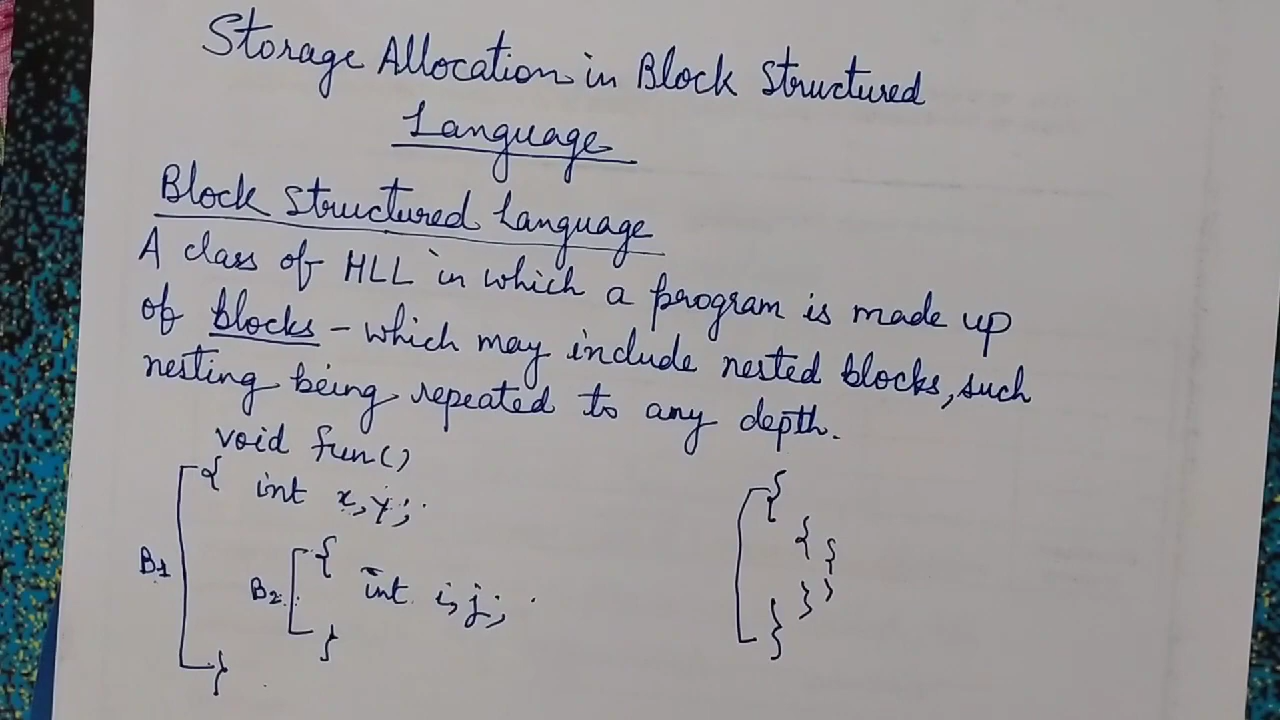 Storage Allocation in Block Structured
Language
Block Structured Language
A class of HLL in which a program is made up
of blocks - which may include nested blocks, such
nesting being repeated to any depth.
void fun()
{ int x, y;
B1
{
B2
int i, j;
}
}
{
{ {
} }
}